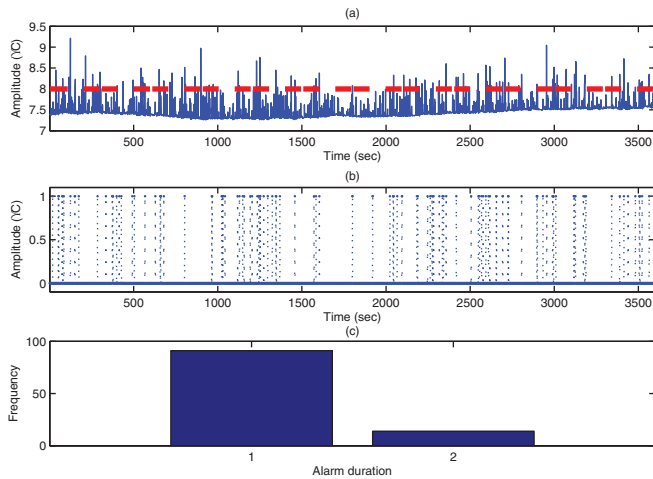 (a)
9.5
9
8.5
8
7.5
7
Amplitude (ϒC)
500 1000 1500 2000 2500 3000 3500
Time (sec)
(b)
1
0.5
0
Amplitude (ϒC)
500 1000 1500 2000 2500 3000 3500
Time (sec)
(c)
100
50
0
Frequency
1 2
Alarm duration